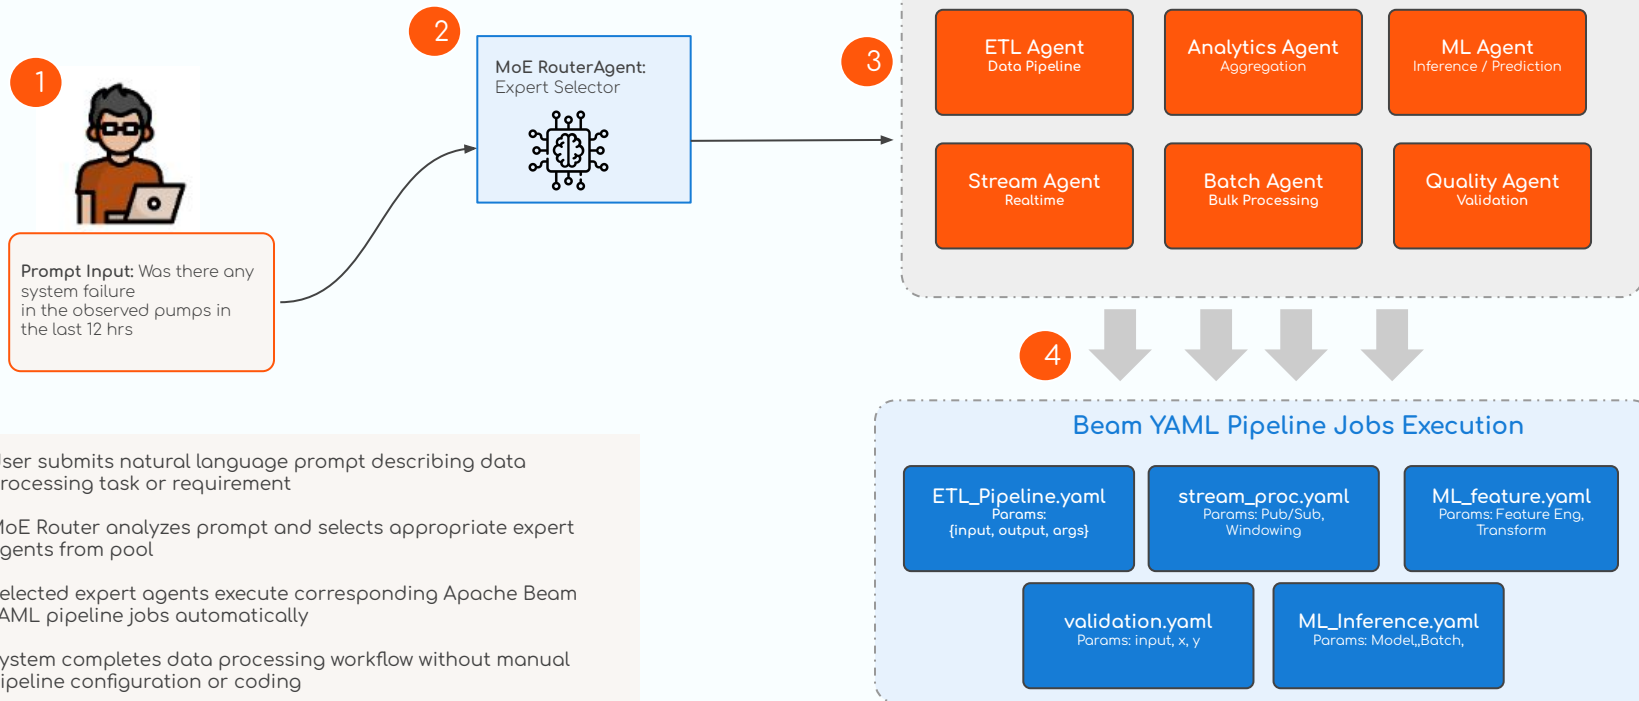 1
2
3
MoE RouterAgent:
Expert Selector
ETL Agent
Data Pipeline
Analytics Agent
Aggregation
ML Agent
Inference / Prediction
Stream Agent
Realtime
Batch Agent
Bulk Processing
Quality Agent
Validation
Prompt Input: Was there any
system failure
in the observed pumps in
the last 12 hrs
4
Beam YAML Pipeline Jobs Execution
ETL_Pipeline.yaml
Params:
{input, output, args}
stream_proc.yaml
Params: Pub/Sub,
Windowing
ML_feature.yaml
Params: Feature Eng,
Transform
validation.yaml
Params: input, x, y
ML_Inference.yaml
Params: Model,,Batch,
ser submits natural language prompt describing data
rocessing task or requirement
MoE Router analyzes prompt and selects appropriate expert
gents from pool
elected expert agents execute corresponding Apache Beam
YAML pipeline jobs automatically
ystem completes data processing workflow without manual
ipeline configuration or coding